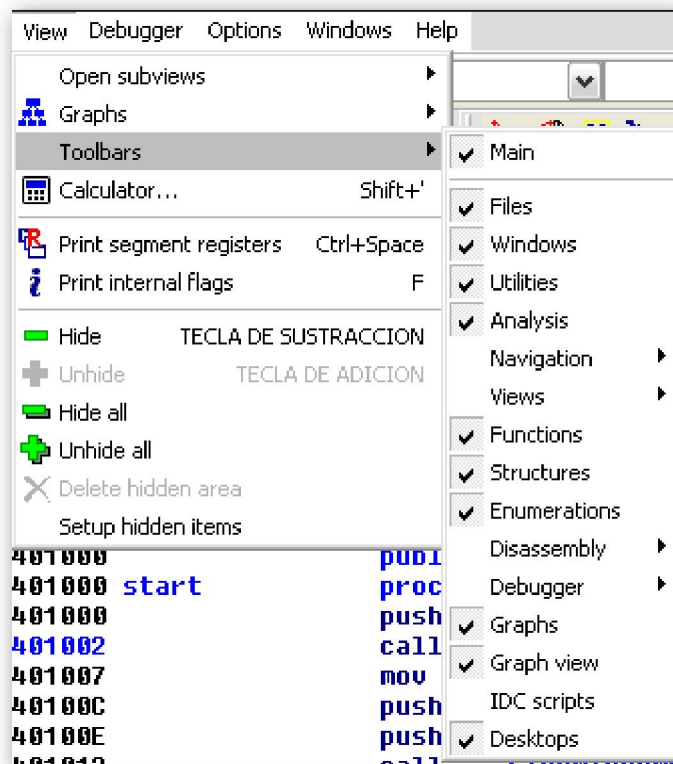 View Debugger Options Windows Help
Open subviews
Graphs
Toolbars
Calculator... Shift+'
Print segment registers Ctrl+Space
Print internal flags F
Hide TECLA DE SUSTRACCION
Unhide TECLA DE ADICION
Hide all
Unhide all
Delete hidden area
Setup hidden items
Main
Files
Windows
Utilities
Analysis
Navigation
Views
Functions
Structures
Enumerations
Disassembly
Debugger
Graphs
Graph view
IDC scripts
Desktops
401000 publ
401000 start proc
401000 push
401002 call
401007 mov
40100C push
40100E push
401013 call